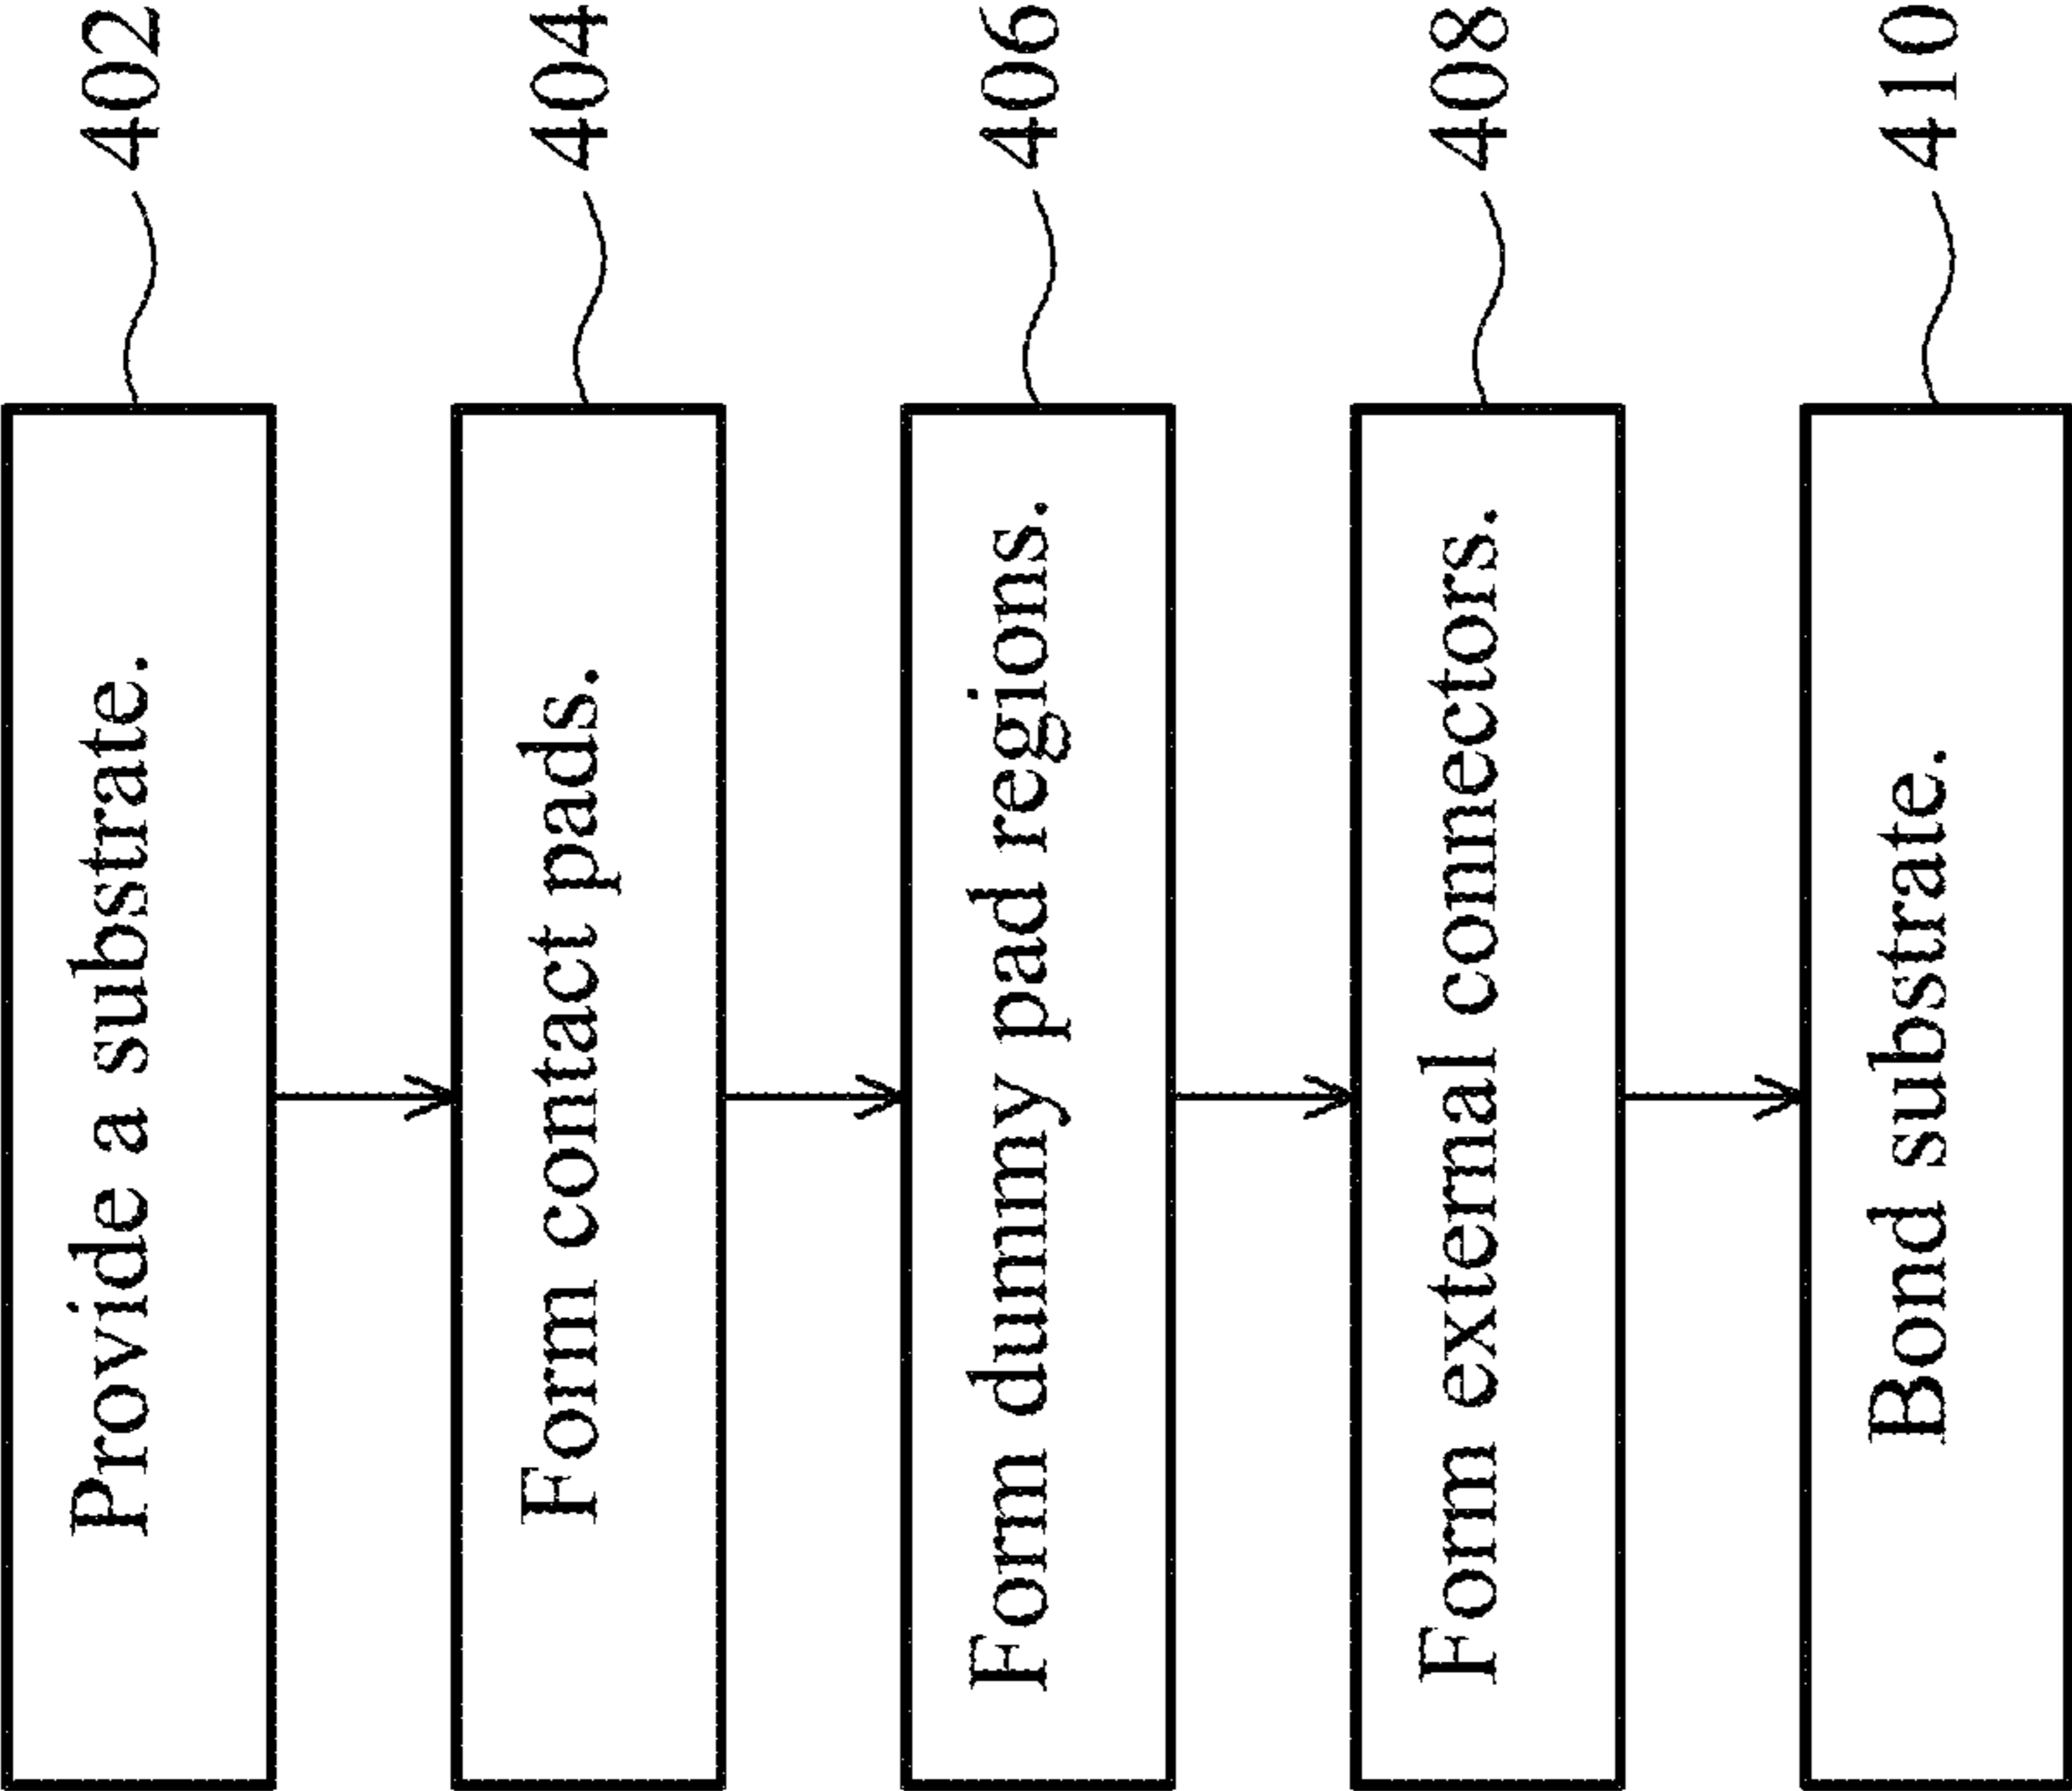 Provide a substrate.
402
Form contact pads.
404
Form dummy pad regions.
406
Form external connectors.
408
Bond substrate.
410